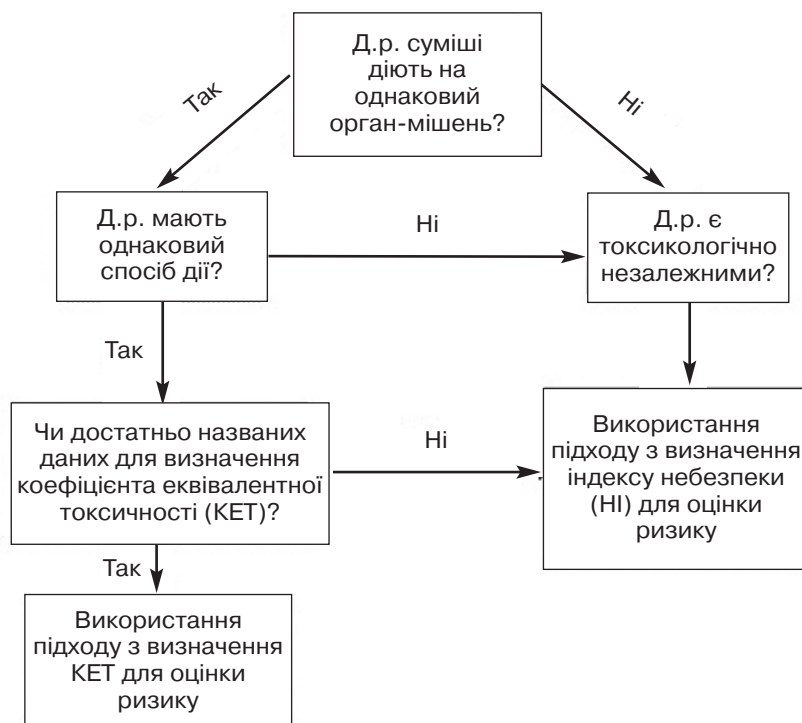 Д.р. суміші
діють на
однаковий
орган-мішень?
Так
Ні
Д.р. мають
однаковий
спосіб дії?
Ні
Д.р. є
токсикологічно
незалежними?
Так
Чи достатньо названих
даних для визначення
коефіцієнта еквівалентної
токсичності (КЕТ)?
Ні
Використання
підходу з визначення
індексу небезпеки
(НІ) для оцінки
ризику
Так
Використання
підходу з визначення
КЕТ для оцінки
ризику